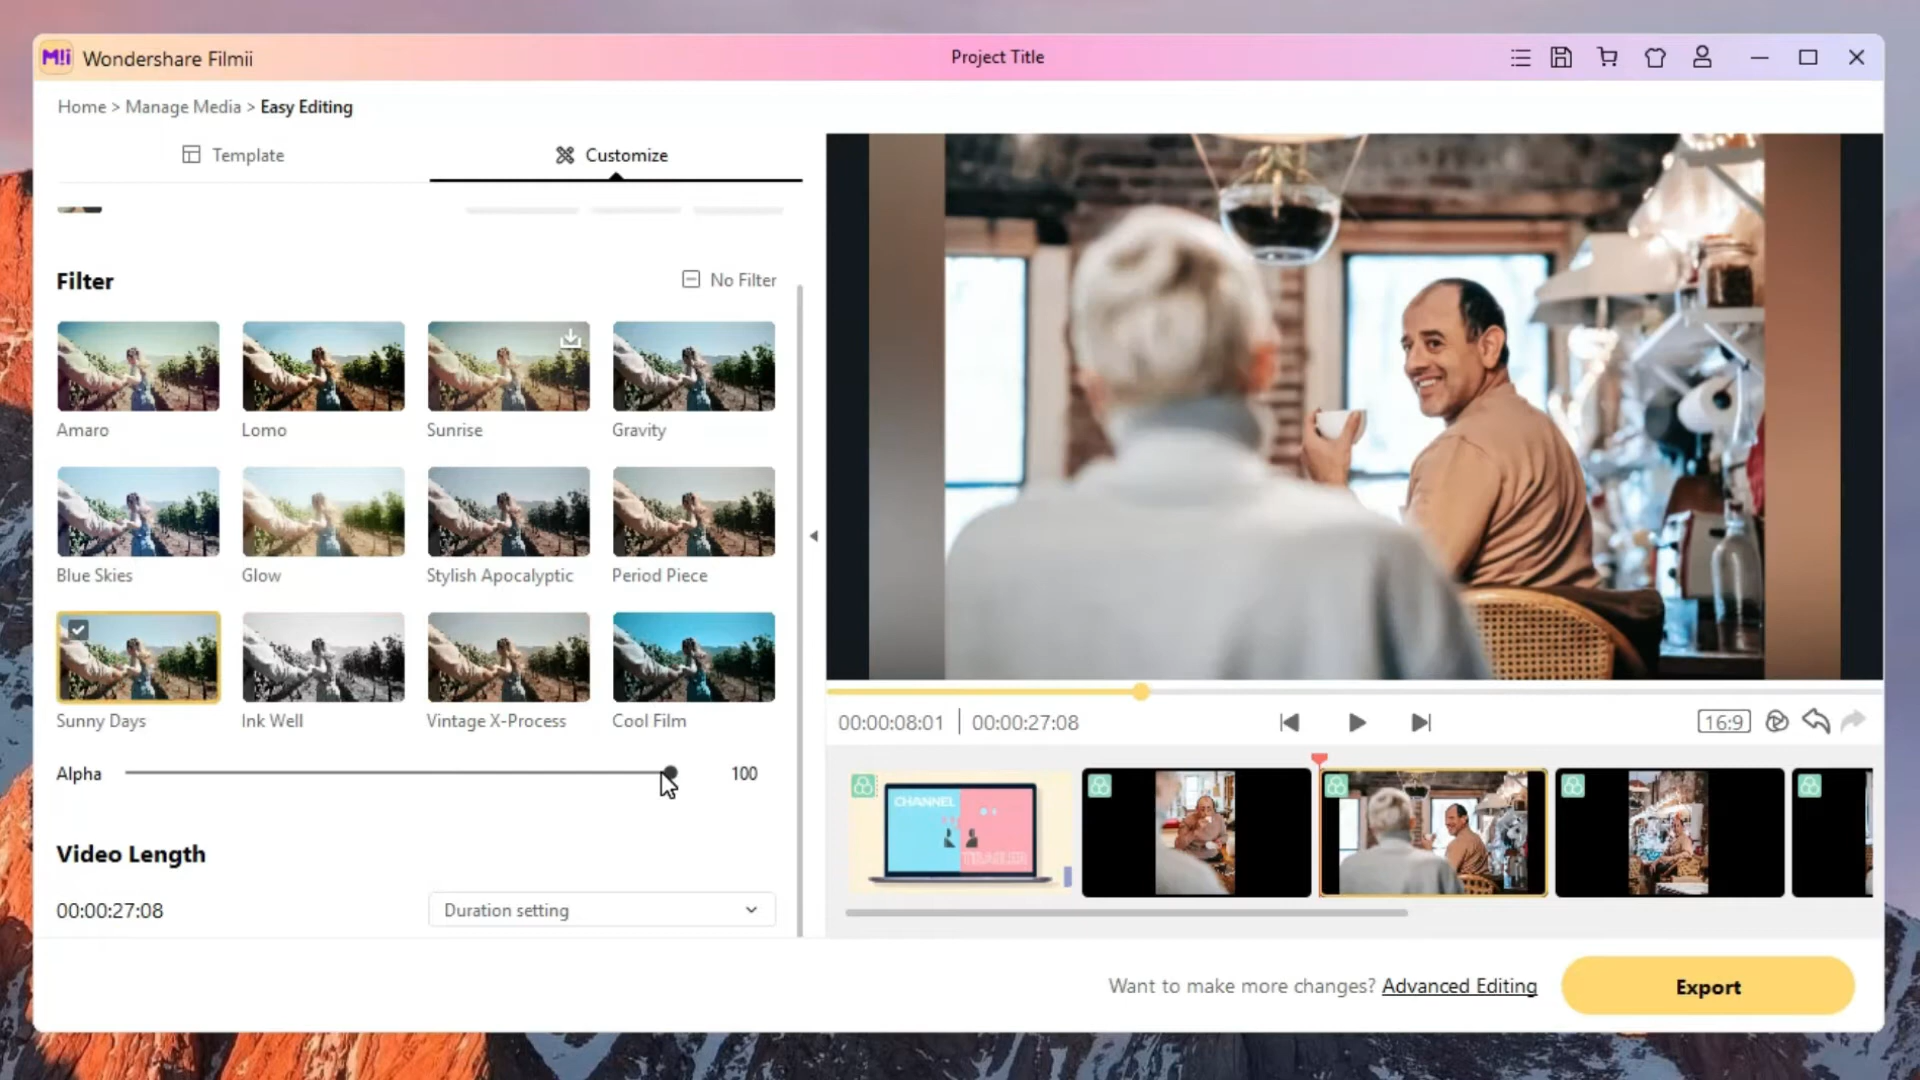 M!i Wondershare Filmii
Project Title
Home > Manage Media > Easy Editing
Template
Customize
Filter
No Filter
Amaro
Lomo
Sunrise
Gravity
Blue Skies
Glow
Stylish Apocalyptic
Period Piece
Sunny Days
Ink Well
Vintage X-Process
Cool Film
Alpha
100
Video Length
00:00:27:08
Duration setting
00:00:08:01 | 00:00:27:08
16:9
CHANNEL
TRAILER
Want to make more changes? Advanced Editing
Export